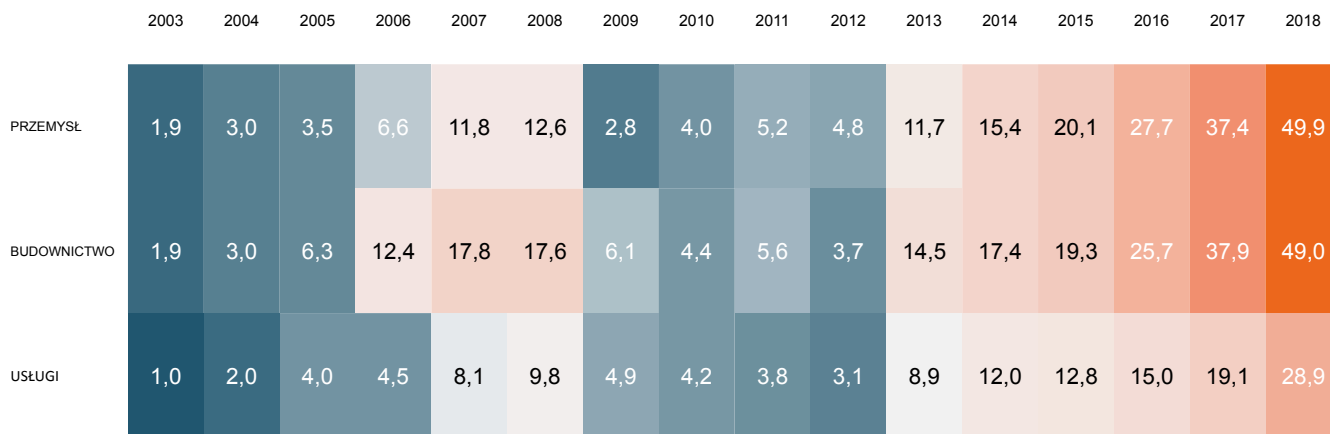 2003 2004 2005 2006 2007 2008 2009 2010 2011 2012 2013 2014 2015 2016 2017 2018
PRZEMYSŁ 1,9 3,0 3,5 6,6 11,8 12,6 2,8 4,0 5,2 4,8 11,7 15,4 20,1 27,7 37,4 49,9
BUDOWNICTWO 1,9 3,0 6,3 12,4 17,8 17,6 6,1 4,4 5,6 3,7 14,5 17,4 19,3 25,7 37,9 49,0
USŁUGI 1,0 2,0 4,0 4,5 8,1 9,8 4,9 4,2 3,8 3,1 8,9 12,0 12,8 15,0 19,1 28,9